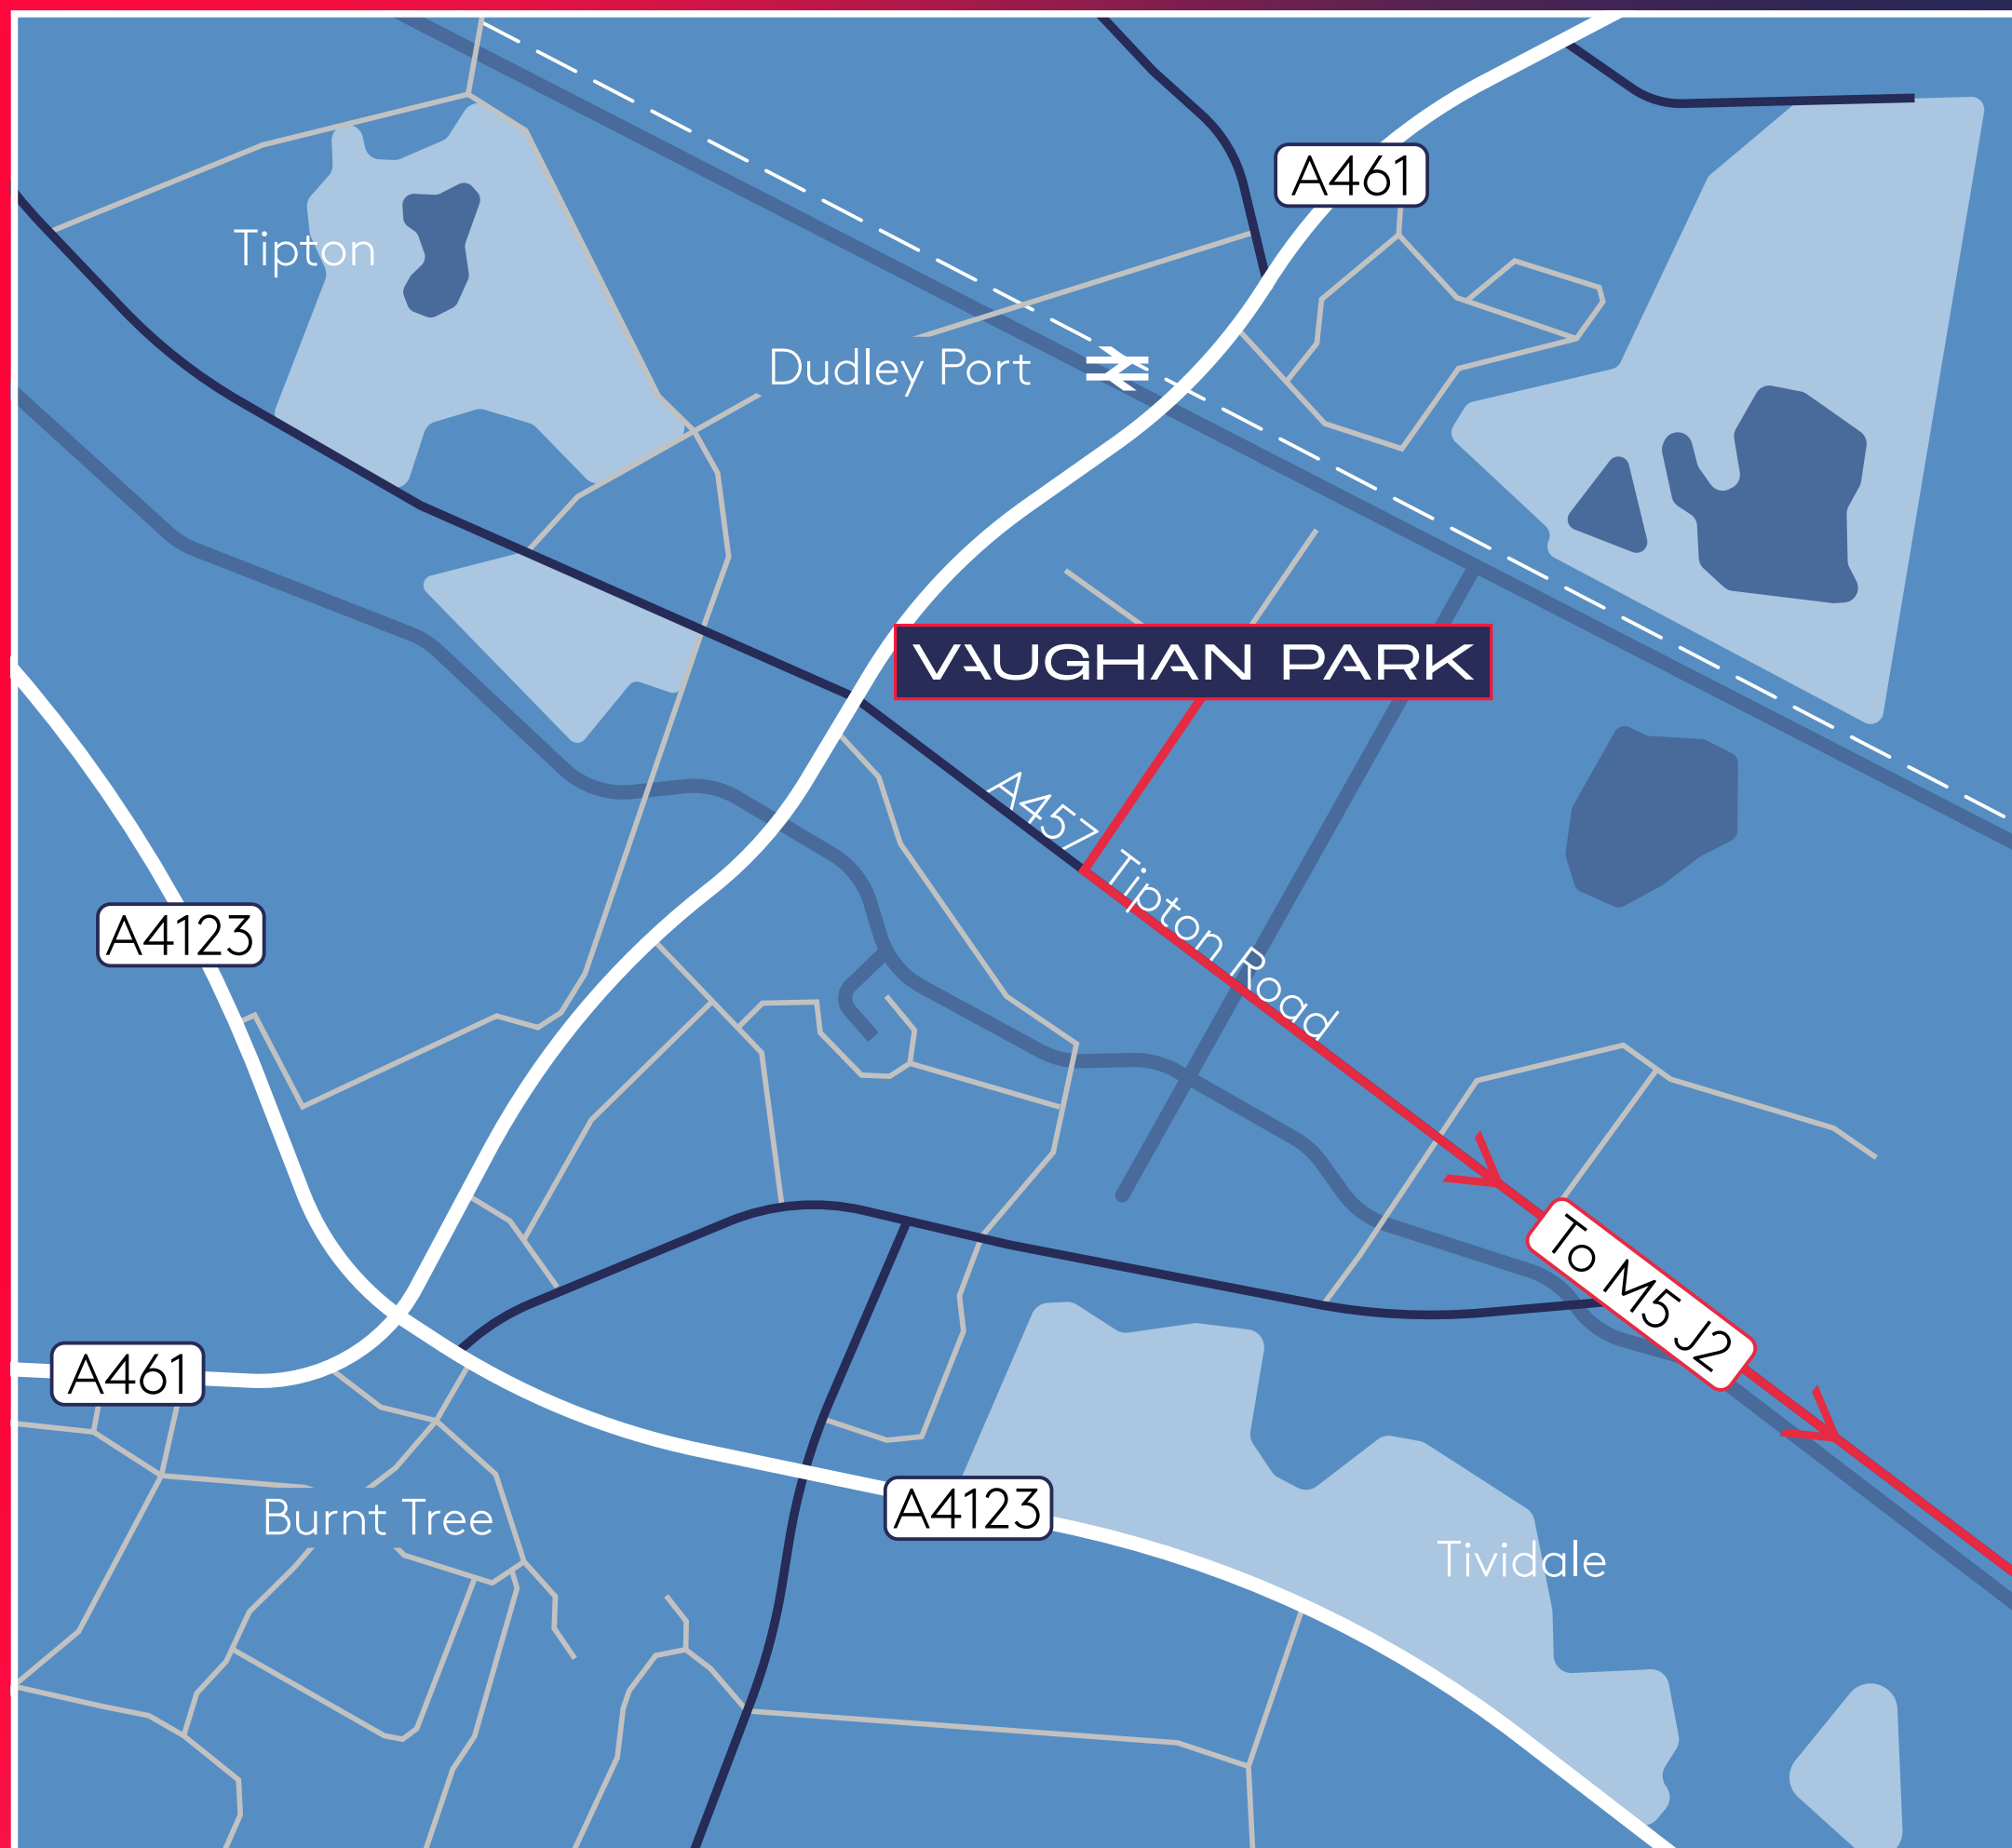 A461
Tipton
Dudley Port
VAUGHAN PARK
A457 Tipton Road
A4123
To M5 J2
A461
Burnt Tree
A4123
Tividale